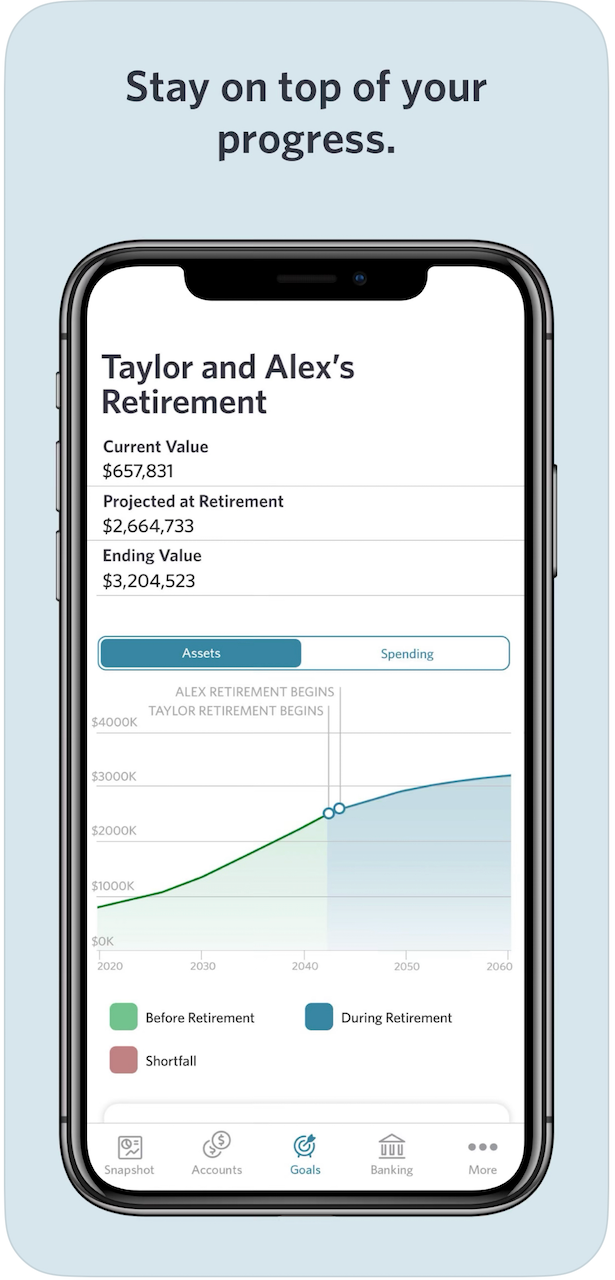 Stay on top of your
progress.
Taylor and Alex’s
Retirement
Current Value
$657,831
Projected at Retirement
$2,664,733
Ending Value
$3,204,523
Assets
Spending
ALEX RETIREMENT BEGINS
TAYLOR RETIREMENT BEGINS
$4000K
$3000K
$2000K
$1000K
$0K
2020
2030
2040
2050
2060
Before Retirement
During Retirement
Shortfall
Snapshot
Accounts
Goals
Banking
More